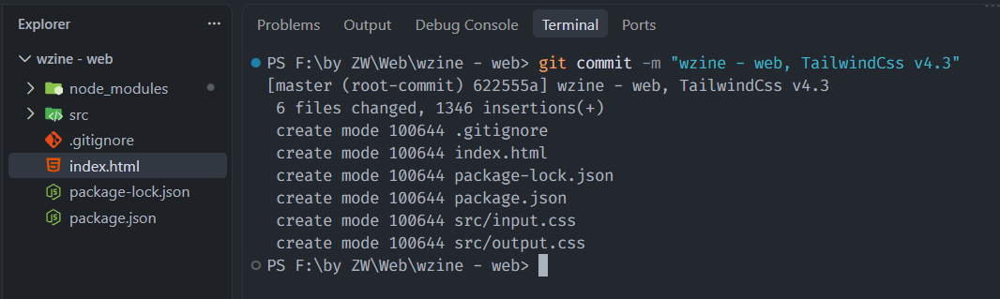 Explorer
···
wzine - web
node_modules
src
.gitignore
index.html
package-lock.json
package.json
Problems Output Debug Console Terminal Ports
PS F:\by ZW\Web\wzine - web> git commit -m "wzine - web, TailwindCss v4.3"
[master (root-commit) 622555a] wzine - web, TailwindCss v4.3
6 files changed, 1346 insertions(+)
create mode 100644 .gitignore
create mode 100644 index.html
create mode 100644 package-lock.json
create mode 100644 package.json
create mode 100644 src/input.css
create mode 100644 src/output.css
PS F:\by ZW\Web\wzine - web>